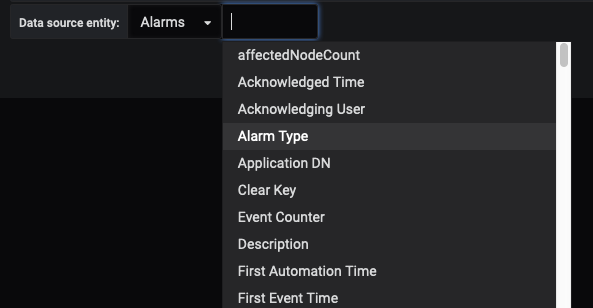 Data source entity: Alarms
affectedNodeCount
Acknowledged Time
Acknowledging User
Alarm Type
Application DN
Clear Key
Event Counter
Description
First Automation Time
First Event Time